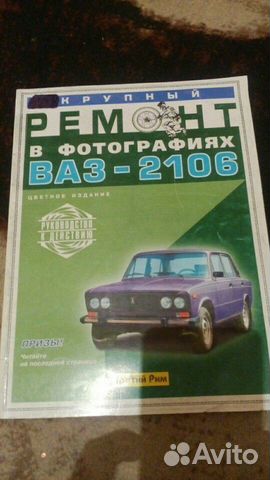 КРУПНЫЙ
РЕМОНТ
В ФОТОГРАФИЯХ
ВАЗ-2106
ЦВЕТНОЕ ИЗДАНИЕ
РУКОВОДСТВО
К ДЕЙСТВИЮ
ПРИЗЫ!
Читайте
на последней странице
Третий Рим
Avito